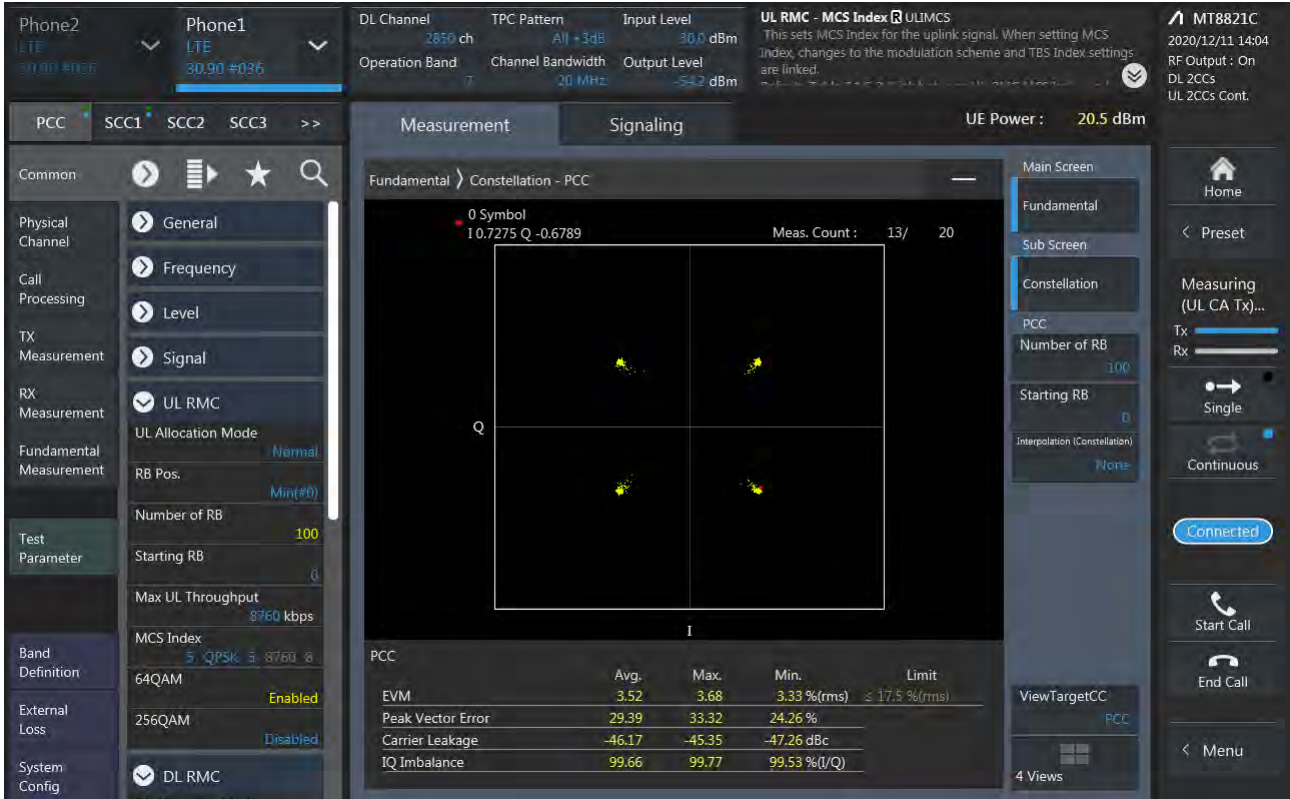 Phone2
LTE
30.90 #036
Phone1
LTE
30.90 #036
DL Channel
2850 ch
Operation Band
7
TPC Pattern
All +3dB
Channel Bandwidth
20 MHz
Input Level
30.0 dBm
Output Level
-54.2 dBm
UL RMC - MCS Index R ULIMCS
This sets MCS Index for the uplink signal. When setting MCS
Index, changes to the modulation scheme and TBS Index settings
are linked.
MT8821C
2020/12/11 14:04
RF Output : On
DL 2CCs
UL 2CCs Cont.
PCC
SCC1
SCC2
SCC3
>>
Measurement
Signaling
UE Power : 20.5 dBm
Common
Physical
Channel
Call
Processing
TX
Measurement
RX
Measurement
Fundamental
Measurement
Test
Parameter
Band
Definition
External
Loss
System
Config
General
Frequency
Level
Signal
UL RMC
UL Allocation Mode
Normal
RB Pos.
Min(#0)
Number of RB
100
Starting RB
0
Max UL Throughput
8760 kbps
MCS Index
5 QPSK 5 8760 8
64QAM
Enabled
256QAM
Disabled
DL RMC
Fundamental ⟩ Constellation - PCC
0 Symbol
I 0.7275 Q -0.6789
Meas. Count : 13/ 20
Q
I
PCC
Avg. Max. Min. Limit
EVM 3.52 3.68 3.33 %(rms) ≤ 17.5 %(rms)
Peak Vector Error 29.39 33.32 24.26 %
Carrier Leakage -46.17 -45.35 -47.26 dBc
IQ Imbalance 99.66 99.77 99.53 %(I/Q)
Main Screen
Fundamental
Sub Screen
Constellation
PCC
Number of RB
100
Starting RB
0
Interpolation (Constellation)
None
ViewTargetCC
PCC
4 Views
Home
< Preset
Measuring
(UL CA Tx)...
Tx
Rx
Single
Continuous
Connected
Start Call
End Call
< Menu